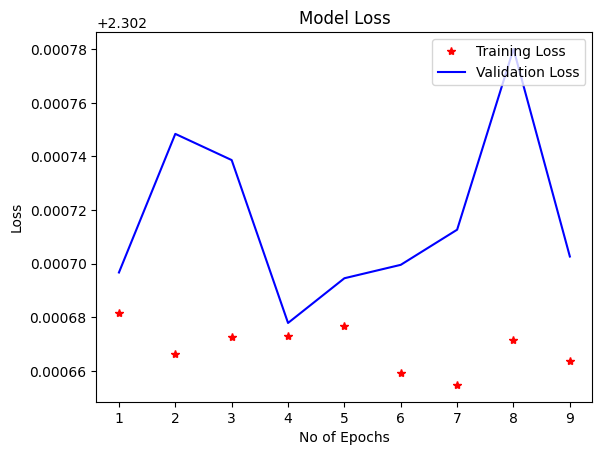 Model Loss
+2.302
Training Loss
Validation Loss
0.00078
0.00076
0.00074
0.00072
0.00070
0.00068
0.00066
Loss
1 2 3 4 5 6 7 8 9
No of Epochs